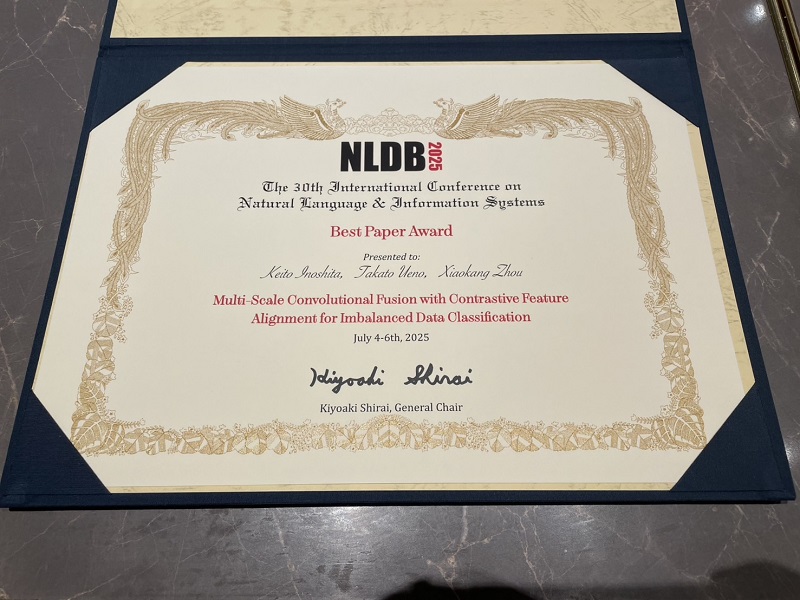 NLDB 2025
The 30th International Conference on
Natural Language & Information Systems
Best Paper Award
Presented to:
Keito Inoshita, Takato Ueno, Xiaokang Zhou
Multi-Scale Convolutional Fusion with Contrastive Feature
Alignment for Imbalanced Data Classification
July 4-6th, 2025
Kiyoaki Shirai
Kiyoaki Shirai, General Chair